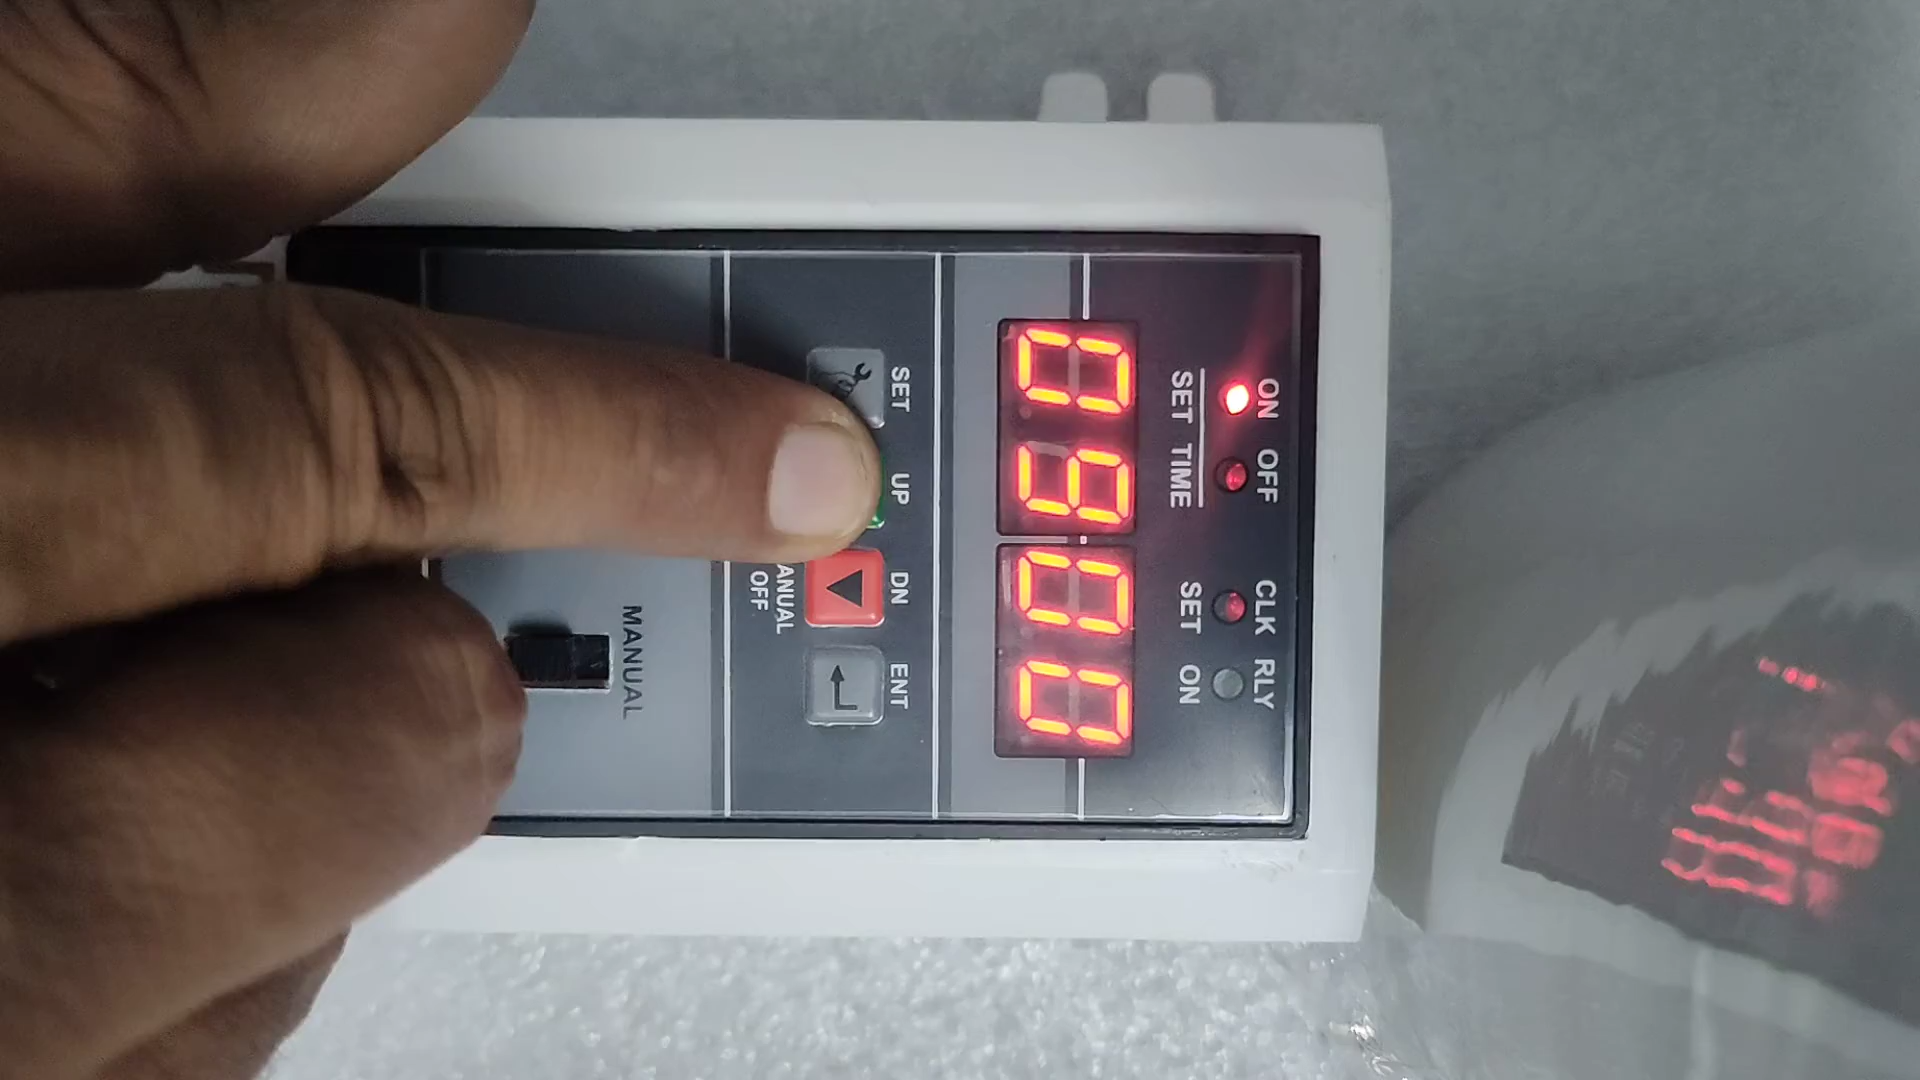 ON OFF CLK RLY
SET TIME SET ON
0900
SET UP DN ENT
ANUAL
OFF
MANUAL